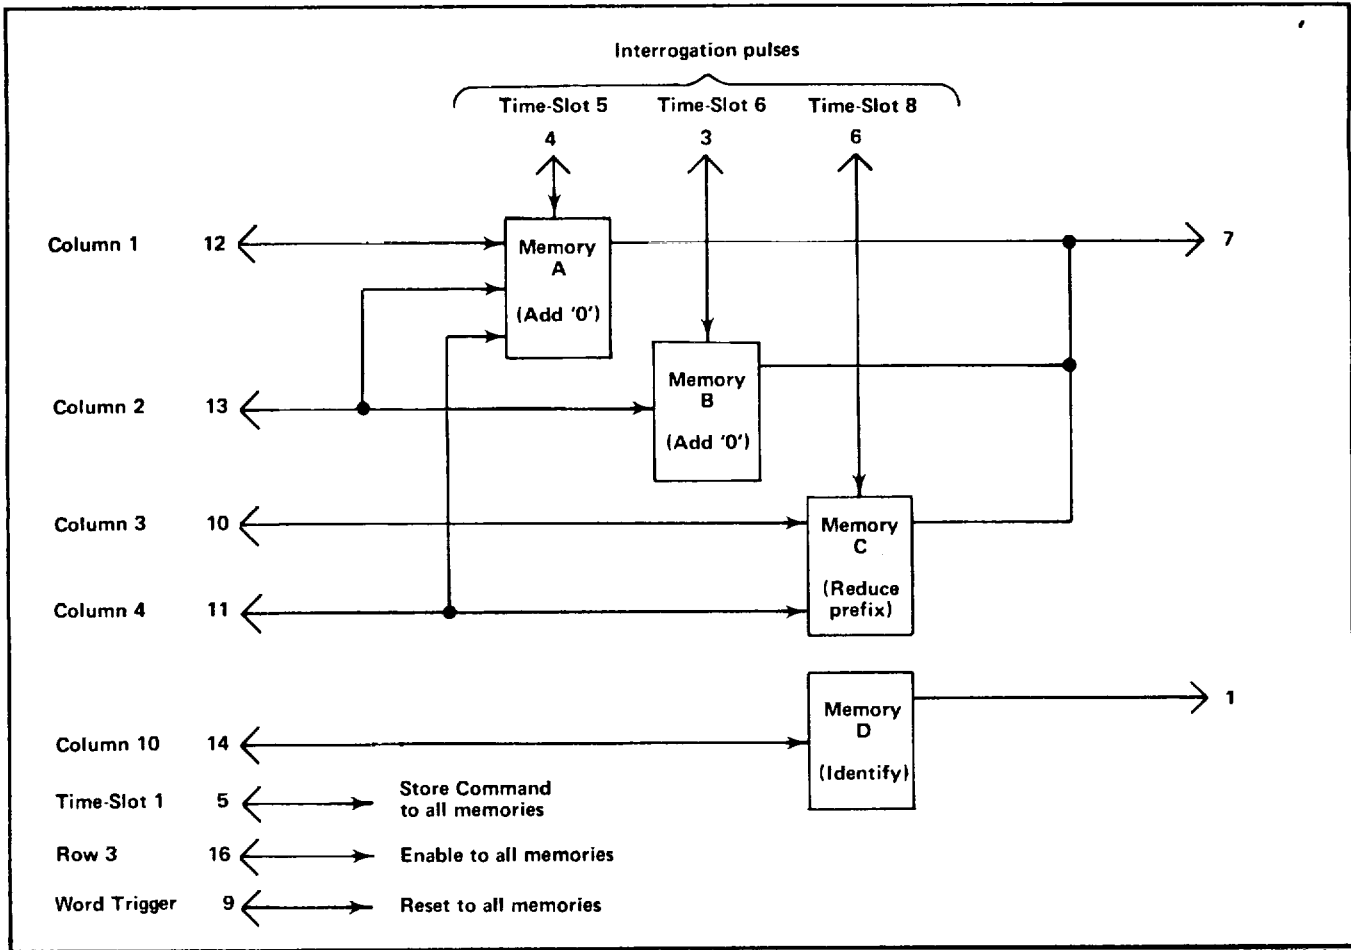 Interrogation pulses
Time-Slot 5 Time-Slot 6 Time-Slot 8
4 3 6
Column 1 12
Memory
A
(Add '0')
7
Column 2 13
Memory
B
(Add '0')
Column 3 10
Memory
C
(Reduce
prefix)
Column 4 11
Memory
D
(Identify)
1
Column 10 14
Time-Slot 1 5 Store Command
to all memories
Row 3 16 Enable to all memories
Word Trigger 9 Reset to all memories